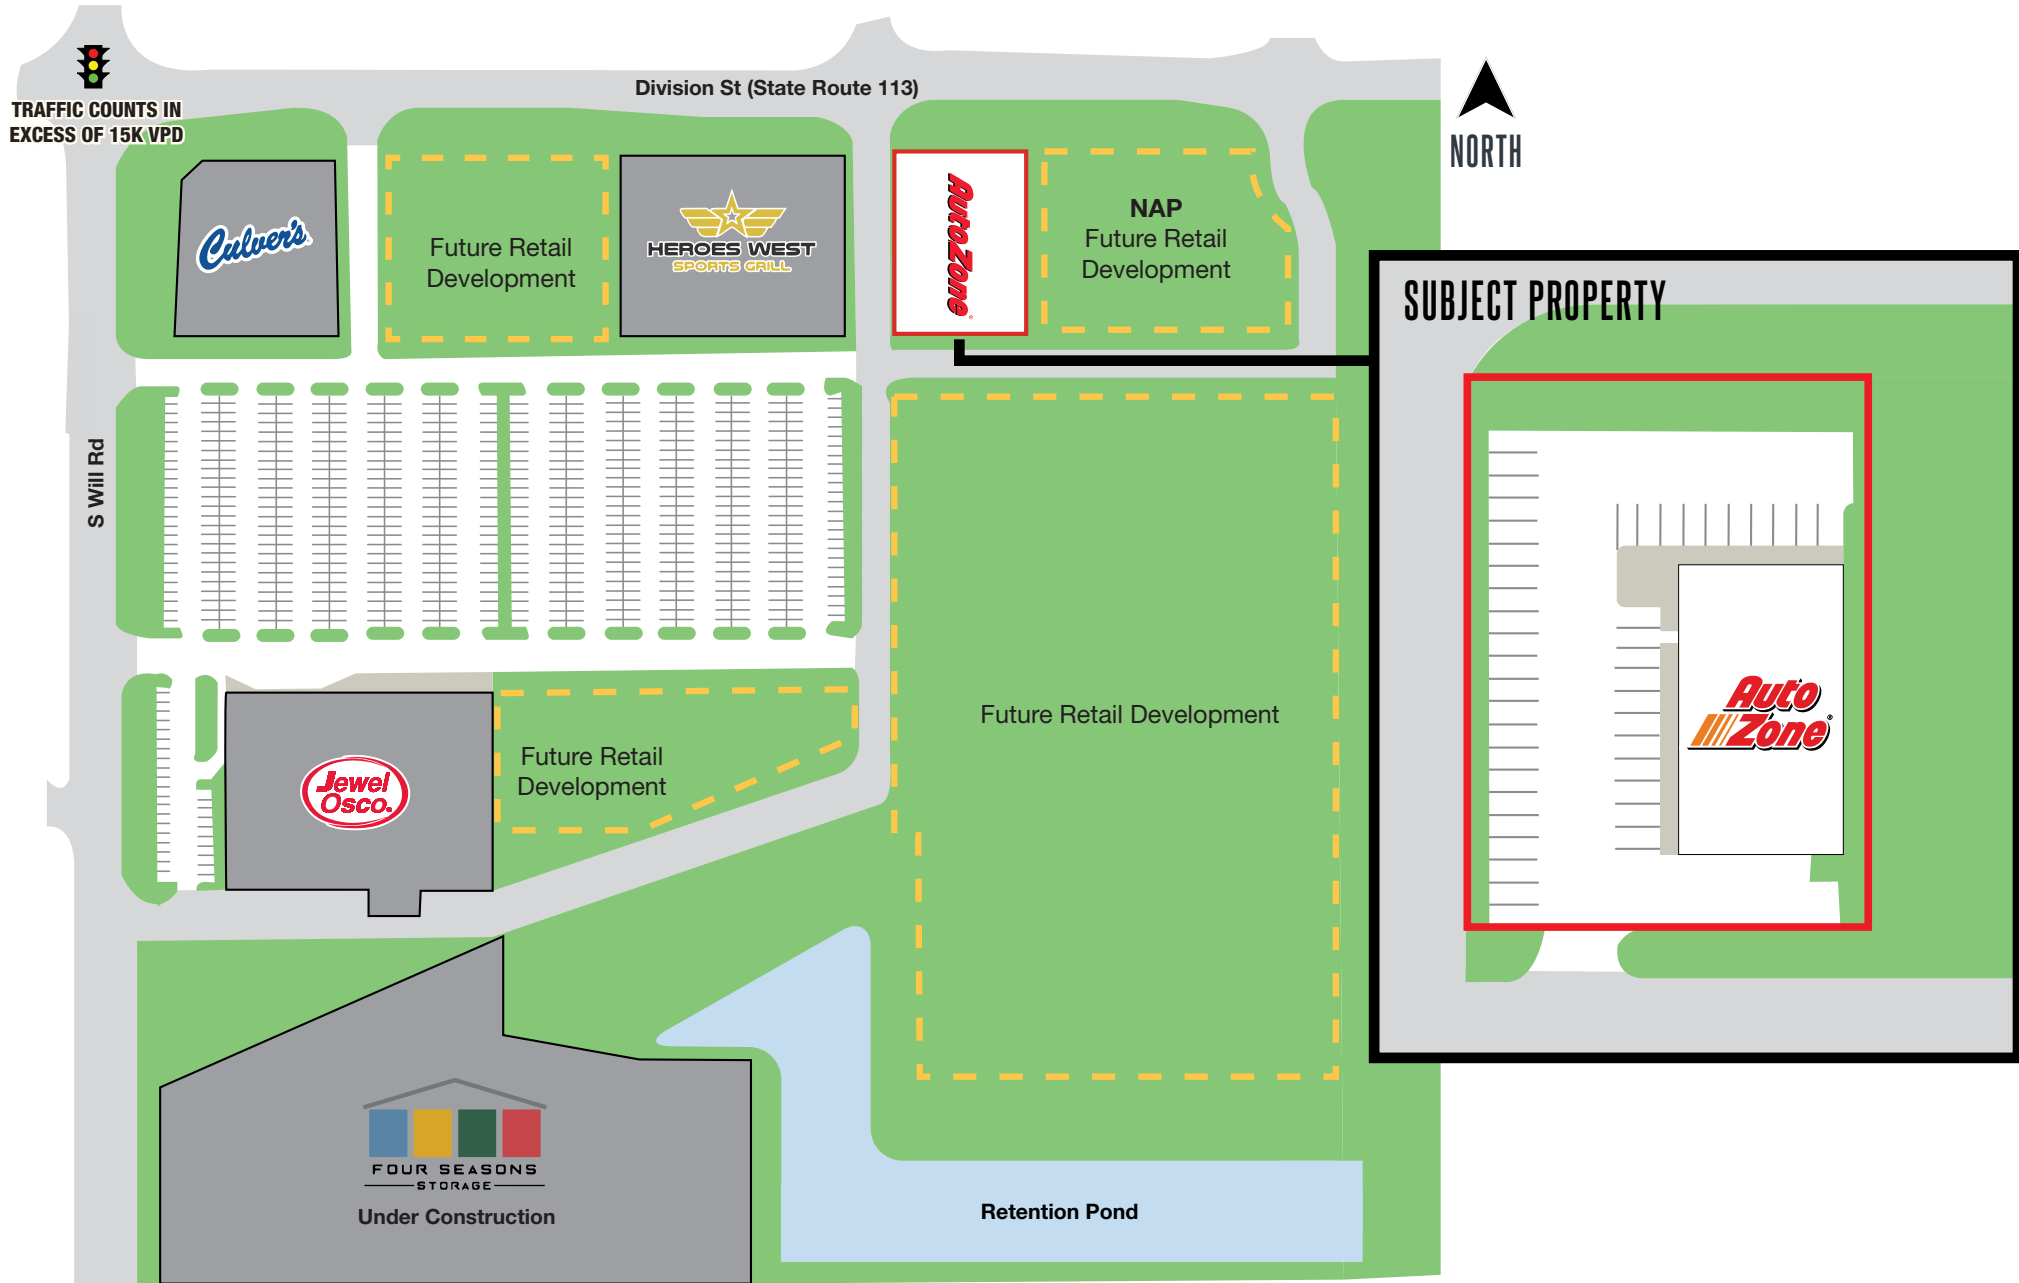 TRAFFIC COUNTS IN
EXCESS OF 15K VPD
Division St (State Route 113)
NORTH
Culver's
Future Retail
Development
HEROES WEST
SPORTS GRILL
AutoZone
NAP
Future Retail
Development
SUBJECT PROPERTY
S Will Rd
Auto
Zone
Future Retail Development
Future Retail
Development
Jewel
Osco.
FOUR SEASONS
STORAGE
Under Construction
Retention Pond